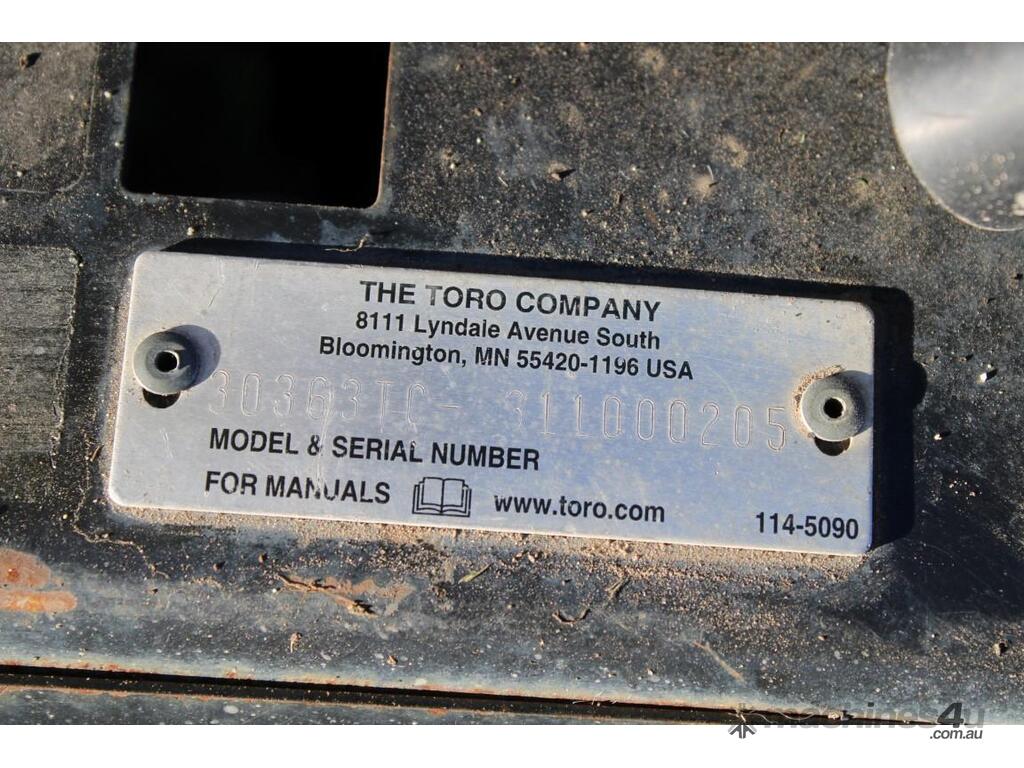 THE TORO COMPANY
8111 Lyndale Avenue South
Bloomington, MN 55420-1196 USA
30363TC- 311000205
MODEL & SERIAL NUMBER
FOR MANUALS www.toro.com
114-5090
machines4u
.com.au